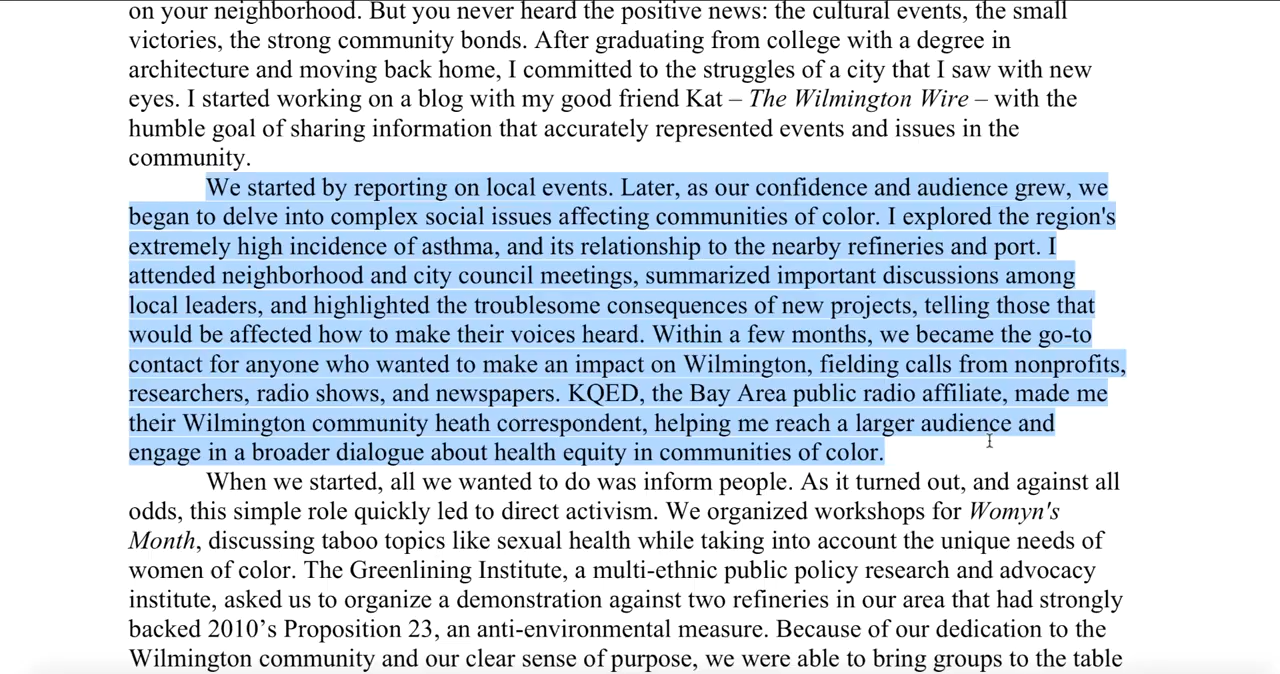 on your neighborhood. But you never heard the positive news: the cultural events, the small
victories, the strong community bonds. After graduating from college with a degree in
architecture and moving back home, I committed to the struggles of a city that I saw with new
eyes. I started working on a blog with my good friend Kat – The Wilmington Wire – with the
humble goal of sharing information that accurately represented events and issues in the
community.
We started by reporting on local events. Later, as our confidence and audience grew, we
began to delve into complex social issues affecting communities of color. I explored the region's
extremely high incidence of asthma, and its relationship to the nearby refineries and port. I
attended neighborhood and city council meetings, summarized important discussions among
local leaders, and highlighted the troublesome consequences of new projects, telling those that
would be affected how to make their voices heard. Within a few months, we became the go-to
contact for anyone who wanted to make an impact on Wilmington, fielding calls from nonprofits,
researchers, radio shows, and newspapers. KQED, the Bay Area public radio affiliate, made me
their Wilmington community heath correspondent, helping me reach a larger audience and
engage in a broader dialogue about health equity in communities of color.
When we started, all we wanted to do was inform people. As it turned out, and against all
odds, this simple role quickly led to direct activism. We organized workshops for Womyn's
Month, discussing taboo topics like sexual health while taking into account the unique needs of
women of color. The Greenlining Institute, a multi-ethnic public policy research and advocacy
institute, asked us to organize a demonstration against two refineries in our area that had strongly
backed 2010’s Proposition 23, an anti-environmental measure. Because of our dedication to the
Wilmington community and our clear sense of purpose, we were able to bring groups to the table